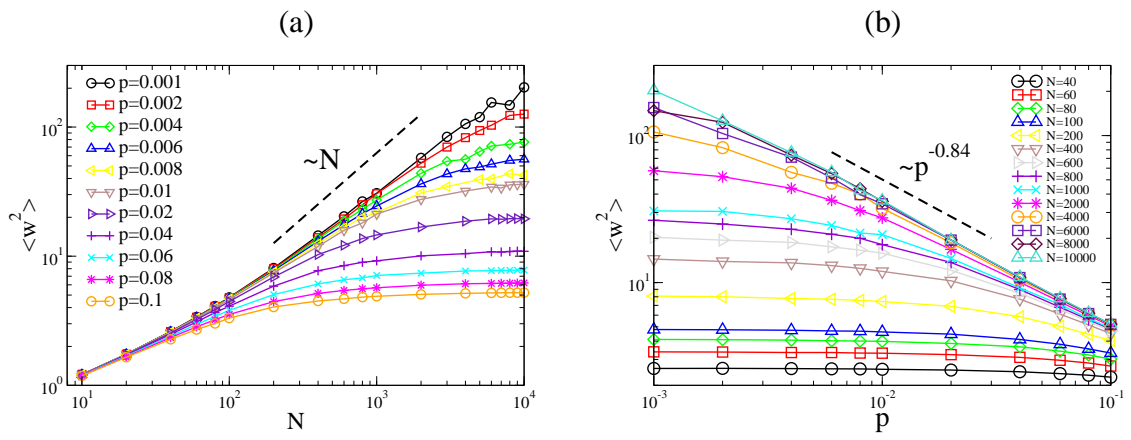 (a)
<w²>
10²
10¹
10⁰
10¹
10²
10³
10⁴
N
p=0.001
p=0.002
p=0.004
p=0.006
p=0.008
p=0.01
p=0.02
p=0.04
p=0.06
p=0.08
p=0.1
~N
(b)
<w²>
10²
10¹
10⁻³
10⁻²
10⁻¹
p
N=40
N=60
N=80
N=100
N=200
N=400
N=600
N=800
N=1000
N=2000
N=4000
N=6000
N=8000
N=10000
~p⁻⁰·⁸⁴